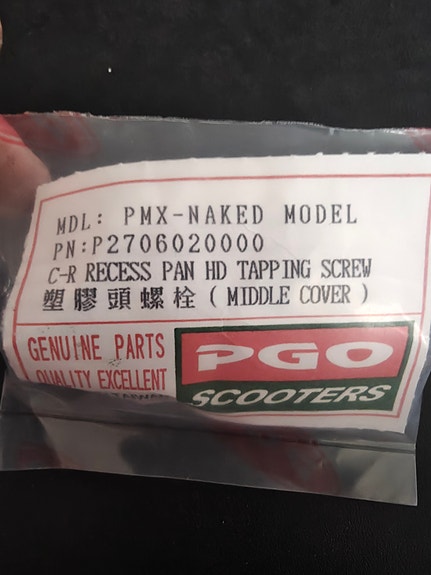 MDL: PMX-NAKED MODEL
PN:P2706020000
C-R RECESS PAN HD TAPPING SCREW
塑膠頭螺栓 ( MIDDLE COVER )
GENUINE PARTS
QUALITY EXCELLENT
PGO
SCOOTERS